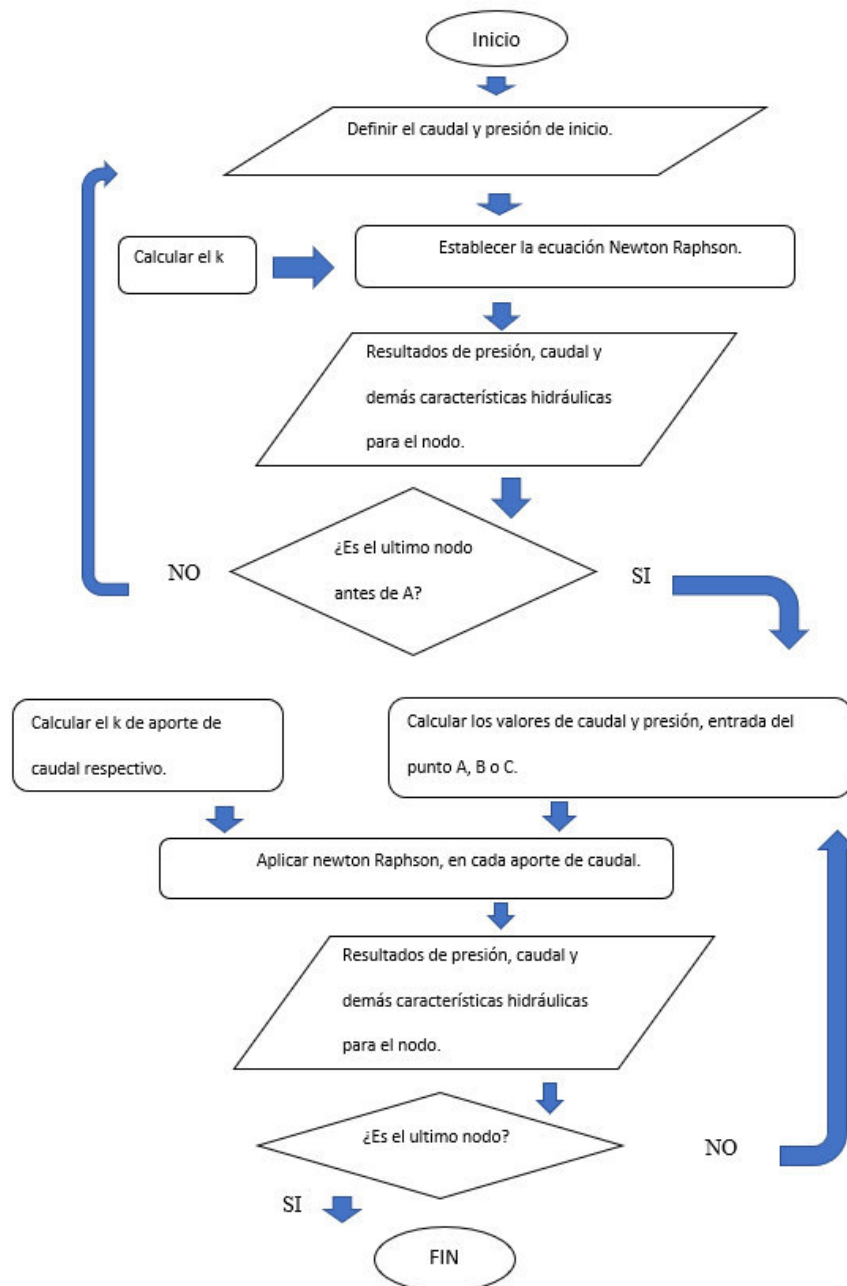 Inicio
Definir el caudal y presión de inicio.
Calcular el k
Establecer la ecuación Newton Raphson.
Resultados de presión, caudal y
demás características hidráulicas
para el nodo.
¿Es el ultimo nodo
antes de A?
NO
SI
Calcular el k de aporte de
caudal respectivo.
Calcular los valores de caudal y presión, entrada del
punto A, B o C.
Aplicar newton Raphson, en cada aporte de caudal.
Resultados de presión, caudal y
demás características hidráulicas
para el nodo.
¿Es el ultimo nodo?
NO
SI
FIN